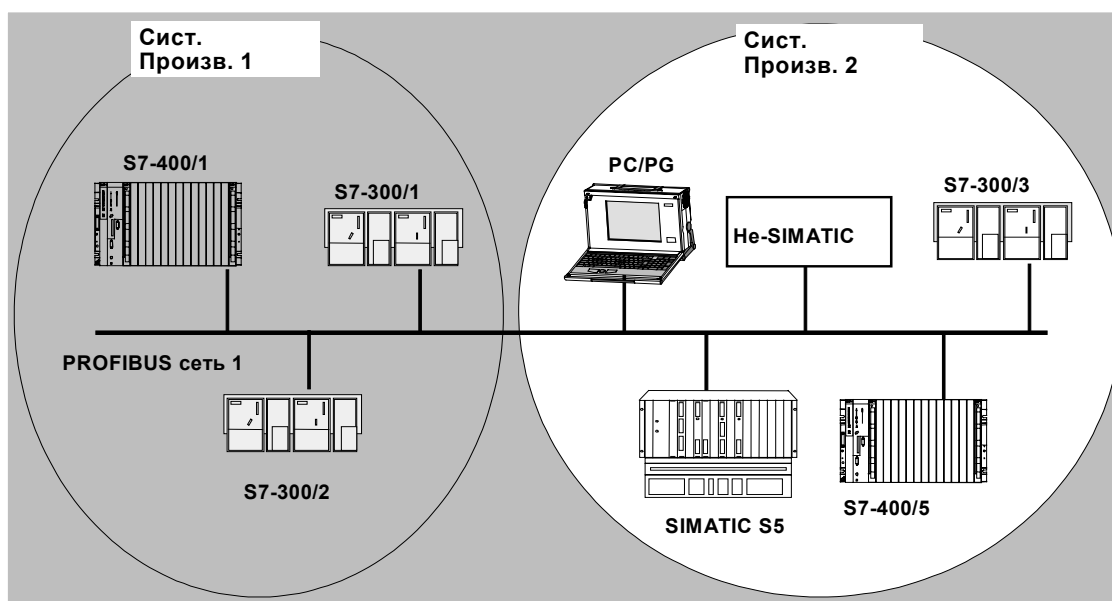 Сист.
Произв. 1
Сист.
Произв. 2
S7-400/1
S7-300/1
PC/PG
Не-SIMATIC
S7-300/3
PROFIBUS сеть 1
S7-300/2
SIMATIC S5
S7-400/5